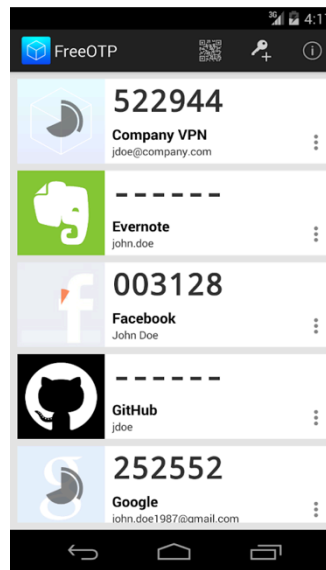 3G 4:1
FreeOTP
522944
Company VPN
jdoe@company.com
------
Evernote
john.doe
003128
Facebook
John Doe
------
GitHub
jdoe
252552
Google
john.doe1987@gmail.com